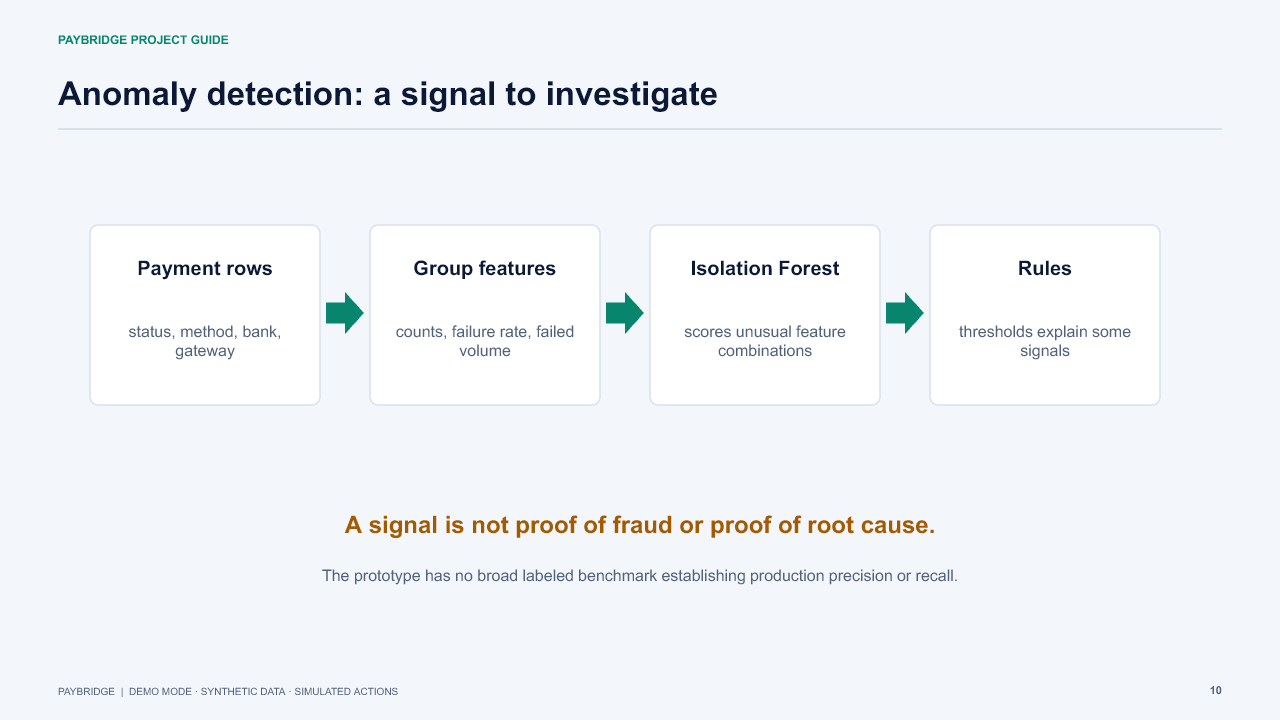 PAYBRIDGE PROJECT GUIDE
Anomaly detection: a signal to investigate
Payment rows
status, method, bank,
gateway
Group features
counts, failure rate, failed
volume
Isolation Forest
scores unusual feature
combinations
Rules
thresholds explain some
signals
A signal is not proof of fraud or proof of root cause.
The prototype has no broad labeled benchmark establishing production precision or recall.
PAYBRIDGE | DEMO MODE · SYNTHETIC DATA · SIMULATED ACTIONS
10